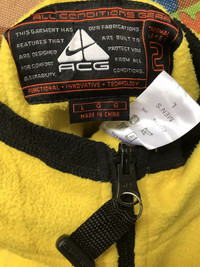 ALL CONDITIONS GEAR
THIS GARMENT HAS
FEATURES THAT
ARE DESIGNED
FOR COMFORT
DURABILITY.
OUR FABRICATIONS
ARE BUILT TO
PROTECT YOU
FROM ALL
CONDITIONS.
ACG
FUNCTIONAL • INNOVATIVE • TECHNOLOGY
MADE IN CHINA
L
MEN'S